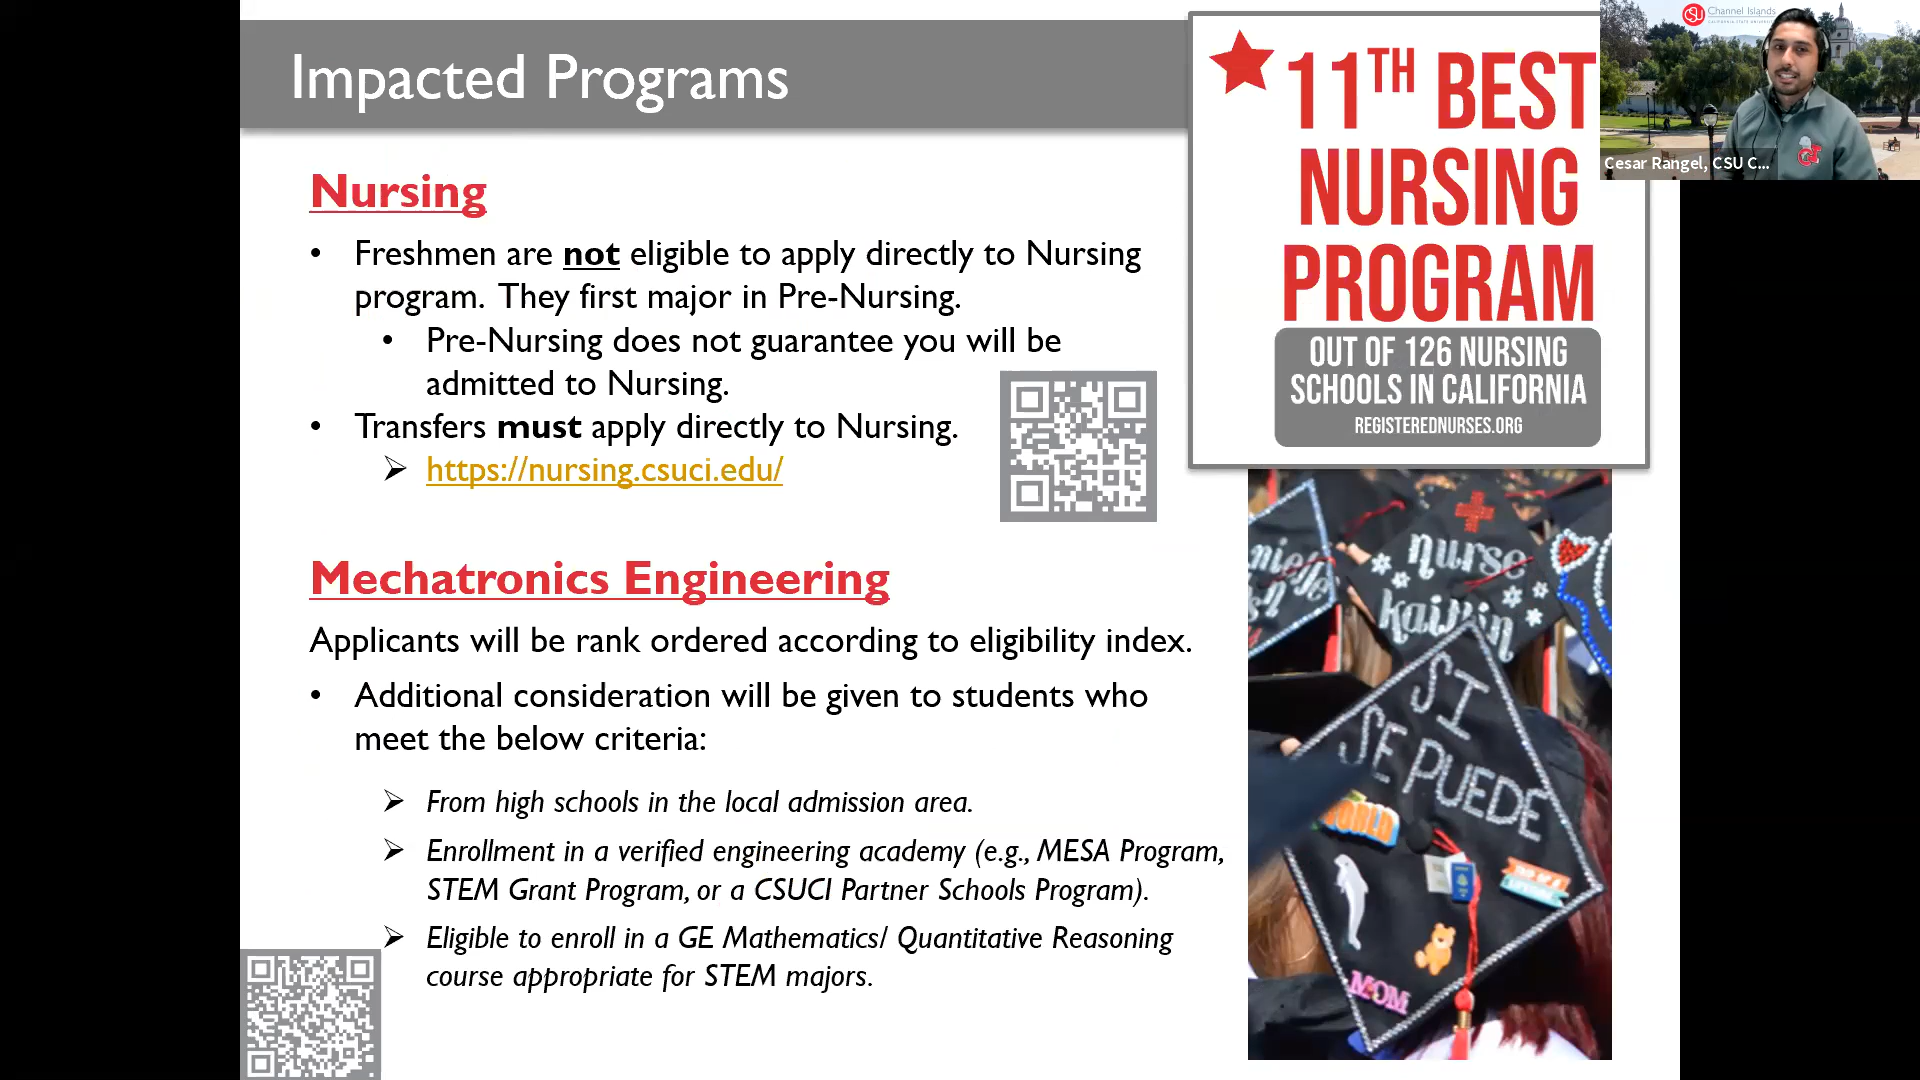 Impacted Programs
Nursing
• Freshmen are not eligible to apply directly to Nursing
program. They first major in Pre-Nursing.
• Pre-Nursing does not guarantee you will be
admitted to Nursing.
• Transfers must apply directly to Nursing.
➢ https://nursing.csuci.edu/
Mechatronics Engineering
Applicants will be rank ordered according to eligibility index.
• Additional consideration will be given to students who
meet the below criteria:
➢ From high schools in the local admission area.
➢ Enrollment in a verified engineering academy (e.g., MESA Program,
STEM Grant Program, or a CSUCI Partner Schools Program).
➢ Eligible to enroll in a GE Mathematics/ Quantitative Reasoning
course appropriate for STEM majors.
11TH BEST
NURSING
PROGRAM
OUT OF 126 NURSING
SCHOOLS IN CALIFORNIA
REGISTEREDNURSES.ORG
CSU Channel Islands
Cesar Rangel, CSU C...
nurse
kaitlin
SI
SE PUEDE
WORLD
MOM